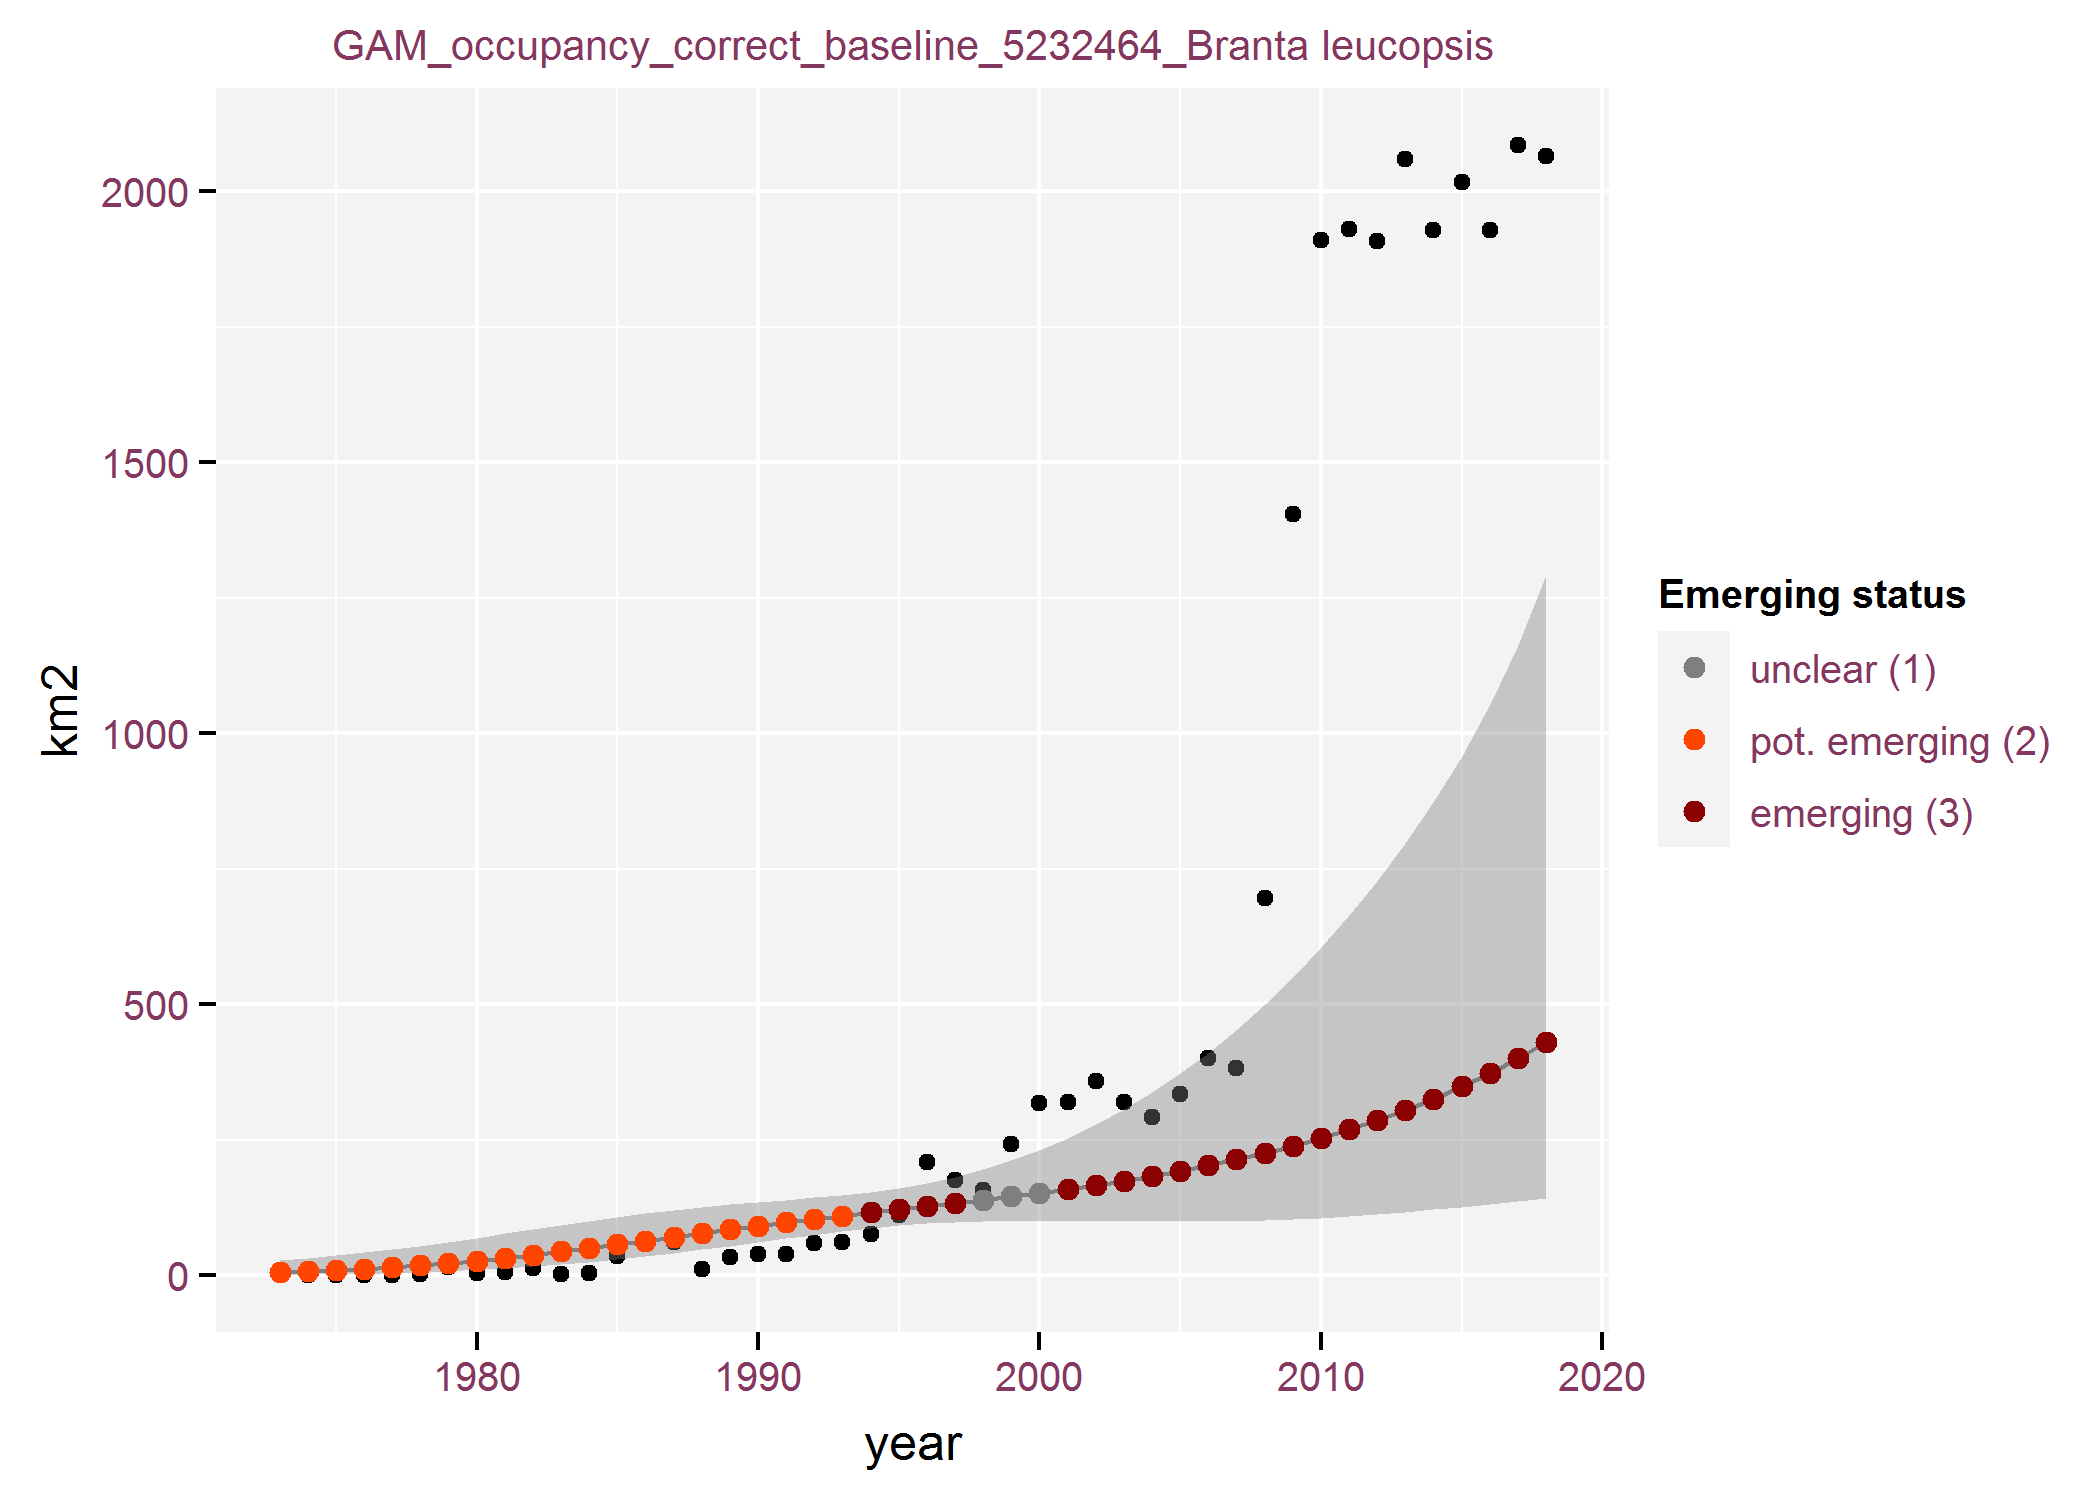 GAM_occupancy_correct_baseline_5232464_Branta leucopsis
2000
1500
1000
500
0
km2
1980 1990 2000 2010 2020
year
Emerging status
unclear (1)
pot. emerging (2)
emerging (3)